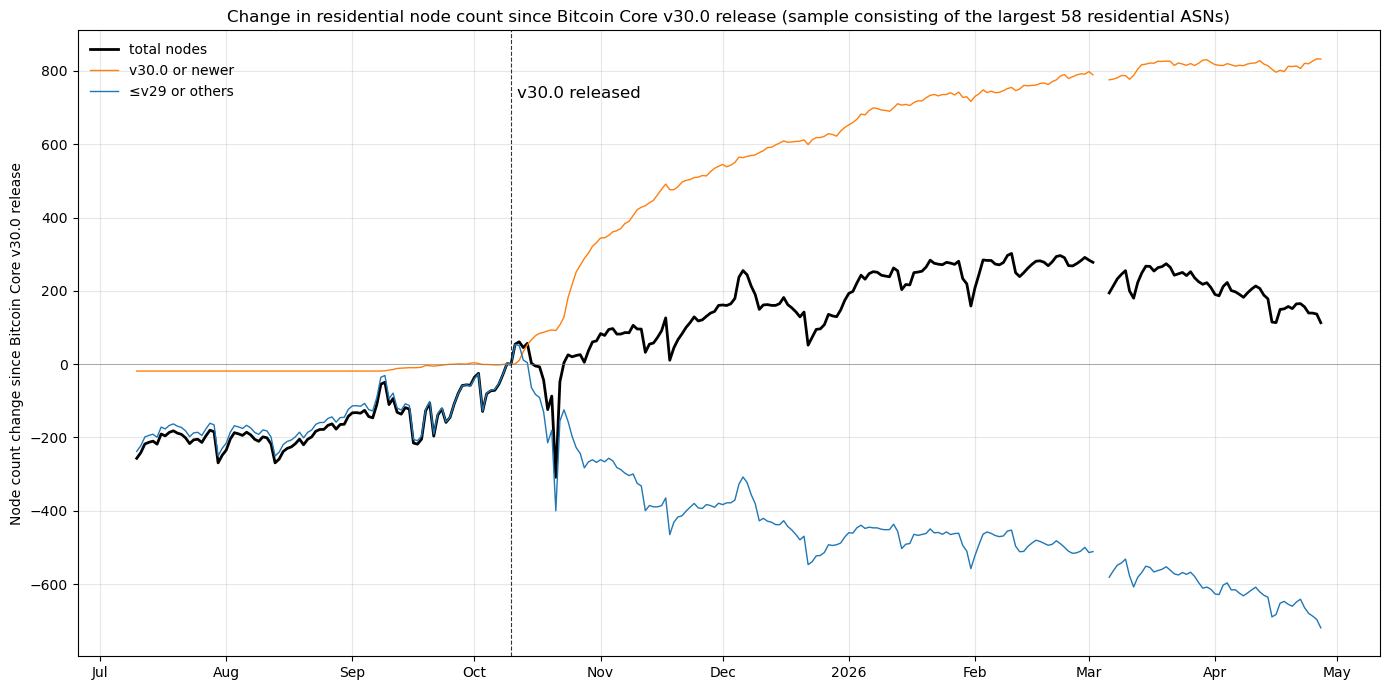 Change in residential node count since Bitcoin Core v30.0 release (sample consisting of the largest 58 residential ASNs)
total nodes
v30.0 or newer
≤v29 or others
v30.0 released
Node count change since Bitcoin Core v30.0 release
800
600
400
200
0
−200
−400
−600
Jul Aug Sep Oct Nov Dec 2026 Feb Mar Apr May